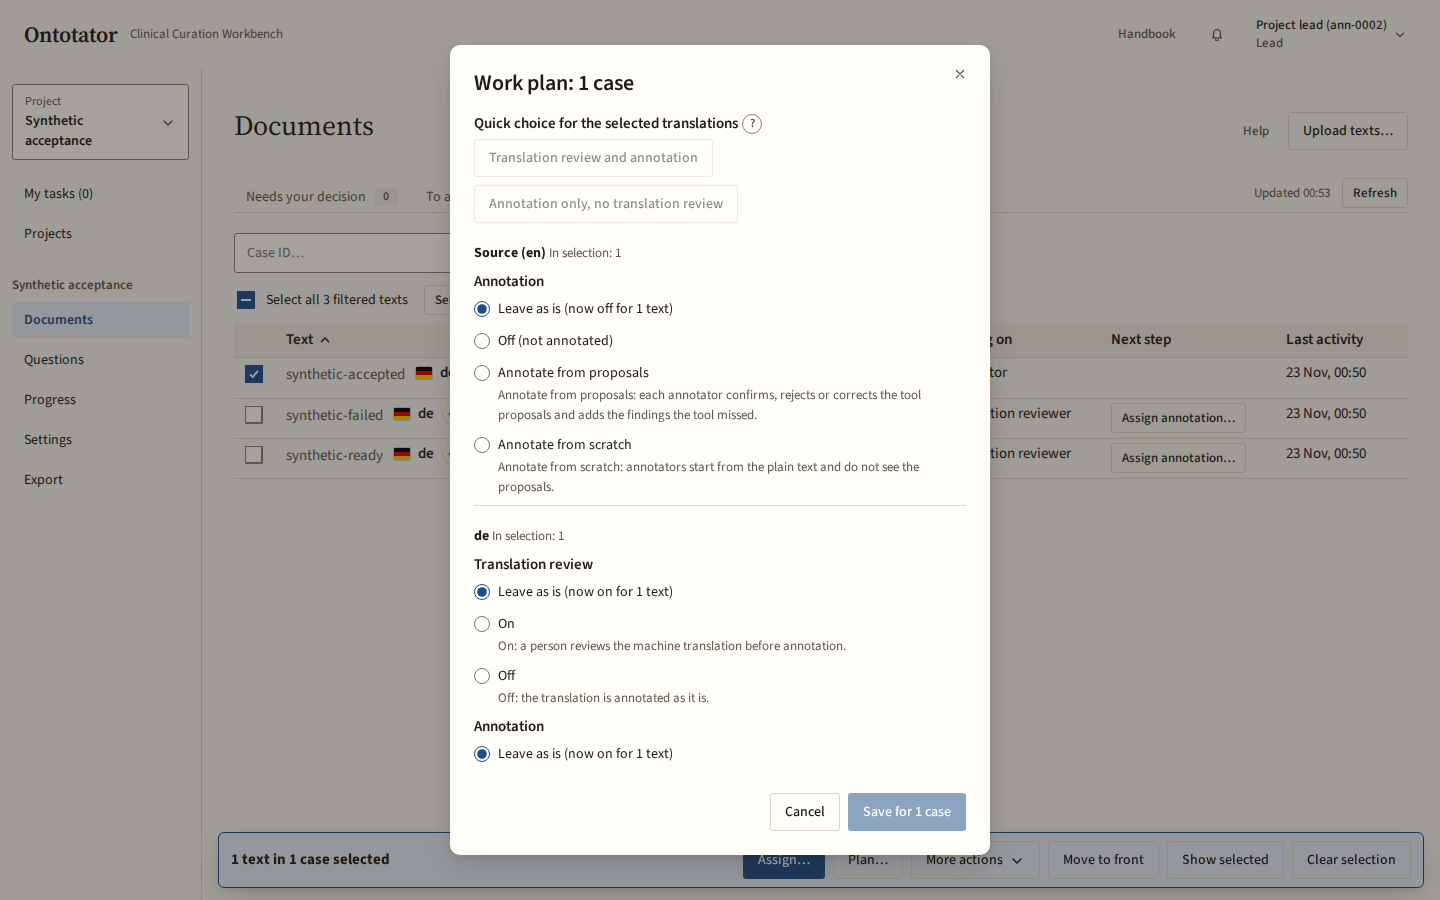 Ontotator Clinical Curation Workbench
Handbook
Project lead (ann-0002)
Lead
Project
Synthetic
acceptance
My tasks (0)
Projects
Synthetic acceptance
Documents
Questions
Progress
Settings
Export
Documents
Help
Upload texts…
Needs your decision 0
To a
Updated 00:53
Refresh
Case ID…
Select all 3 filtered texts
Se
Text
g on
Next step
Last activity
synthetic-accepted
d
tor
23 Nov, 00:50
synthetic-failed de
tion reviewer
Assign annotation…
23 Nov, 00:50
synthetic-ready de
tion reviewer
Assign annotation…
23 Nov, 00:50
Work plan: 1 case
×
Quick choice for the selected translations ?
Translation review and annotation
Annotation only, no translation review
Source (en) In selection: 1
Annotation
Leave as is (now off for 1 text)
Off (not annotated)
Annotate from proposals
Annotate from proposals: each annotator confirms, rejects or corrects the tool
proposals and adds the findings the tool missed.
Annotate from scratch
Annotate from scratch: annotators start from the plain text and do not see the
proposals.
de In selection: 1
Translation review
Leave as is (now on for 1 text)
On
On: a person reviews the machine translation before annotation.
Off
Off: the translation is annotated as it is.
Annotation
Leave as is (now on for 1 text)
Cancel
Save for 1 case
1 text in 1 case selected
Assign…
Plan…
More actions
Move to front
Show selected
Clear selection